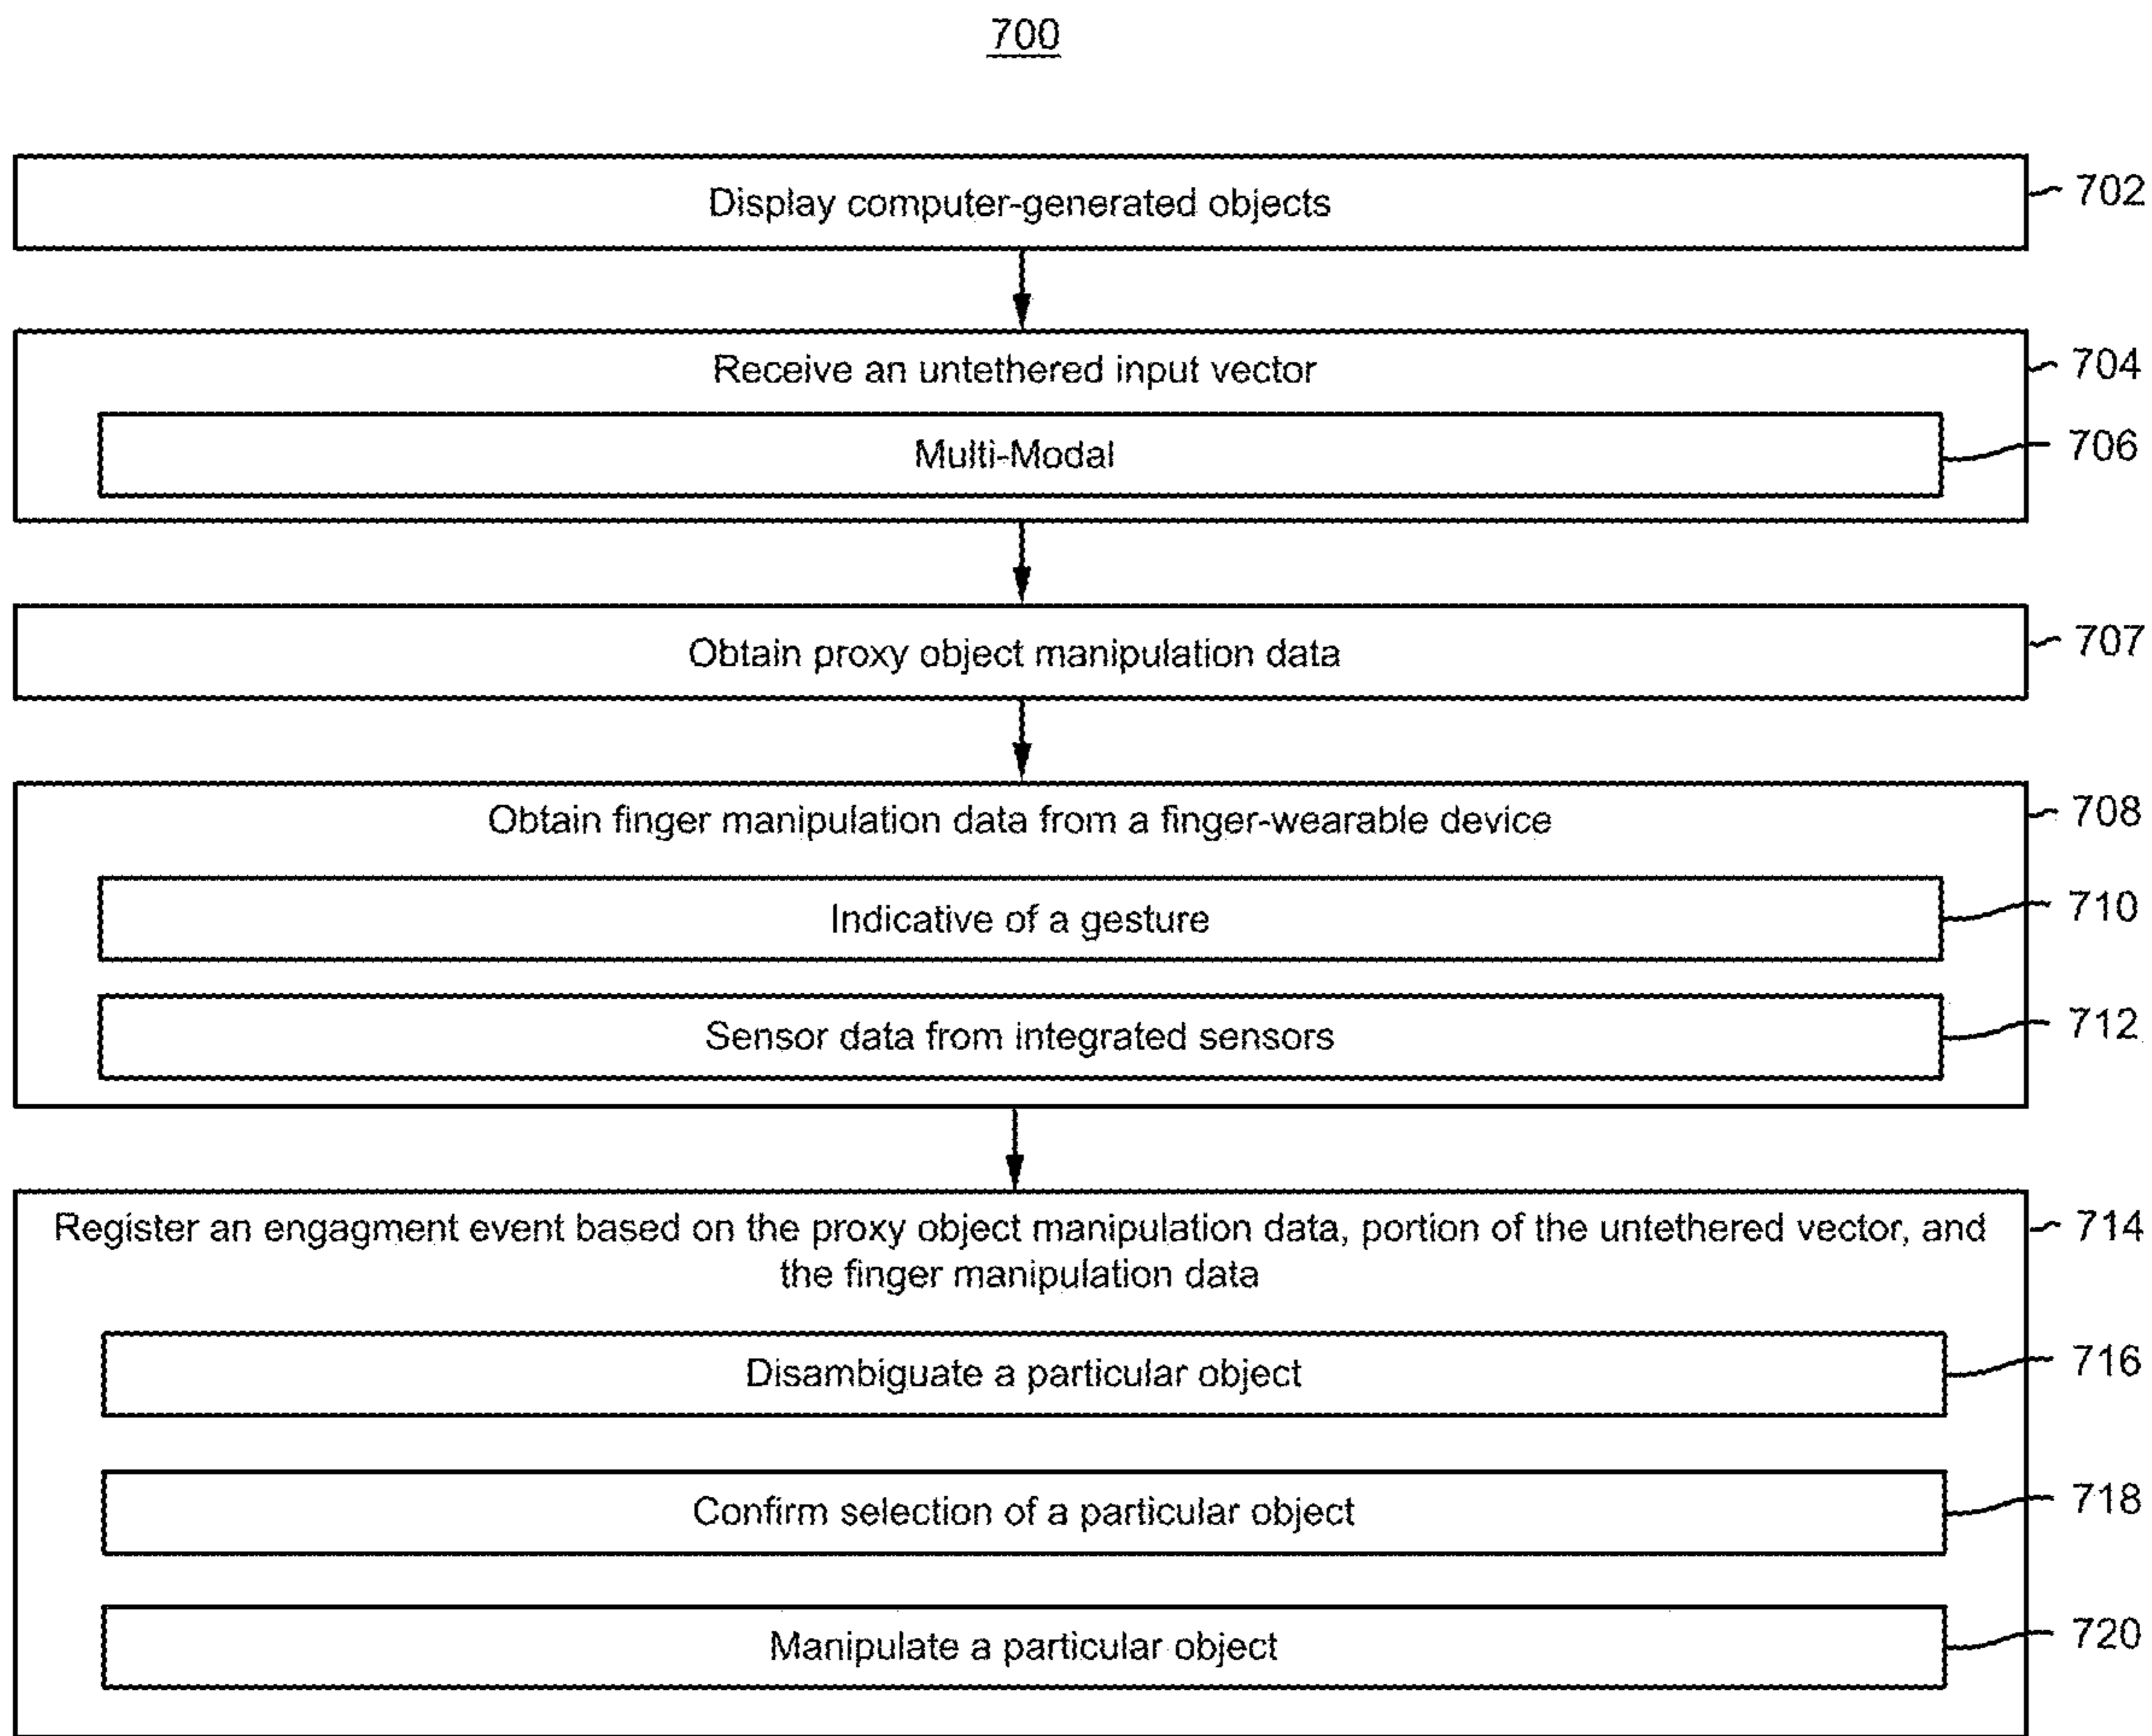 700
Display computer-generated objects
702
Receive an untethered input vector
704
Multi-Modal
706
Obtain proxy object manipulation data
707
Obtain finger manipulation data from a finger-wearable device
708
Indicative of a gesture
710
Sensor data from integrated sensors
712
Register an engagment event based on the proxy object manipulation data, portion of the untethered vector, and
the finger manipulation data
714
Disambiguate a particular object
716
Confirm selection of a particular object
718
Manipulate a particular object
720